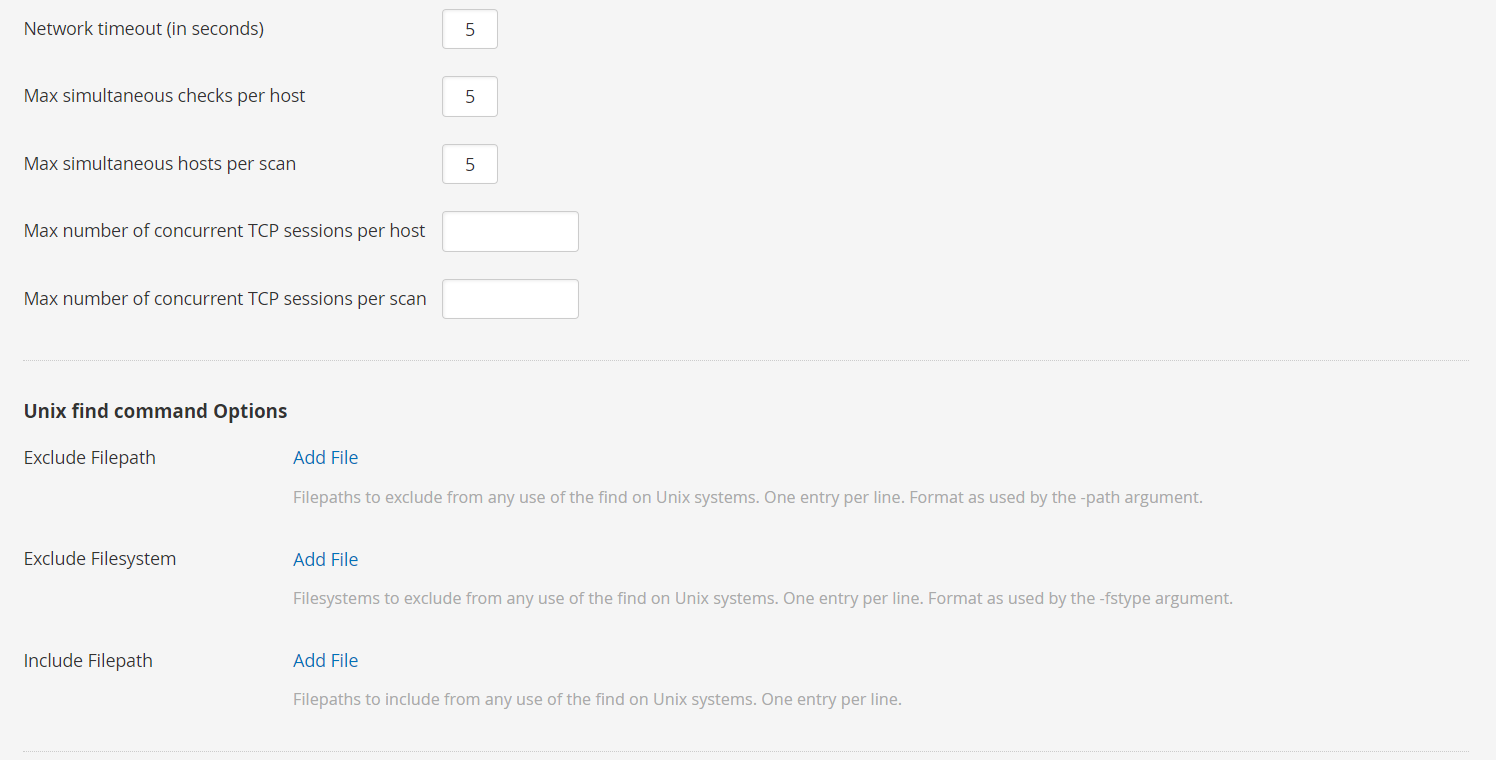 Network timeout (in seconds) 5
Max simultaneous checks per host 5
Max simultaneous hosts per scan 5
Max number of concurrent TCP sessions per host
Max number of concurrent TCP sessions per scan
Unix find command Options
Exclude Filepath Add File
Filepaths to exclude from any use of the find on Unix systems. One entry per line. Format as used by the -path argument.
Exclude Filesystem Add File
Filesystems to exclude from any use of the find on Unix systems. One entry per line. Format as used by the -fstype argument.
Include Filepath Add File
Filepaths to include from any use of the find on Unix systems. One entry per line.